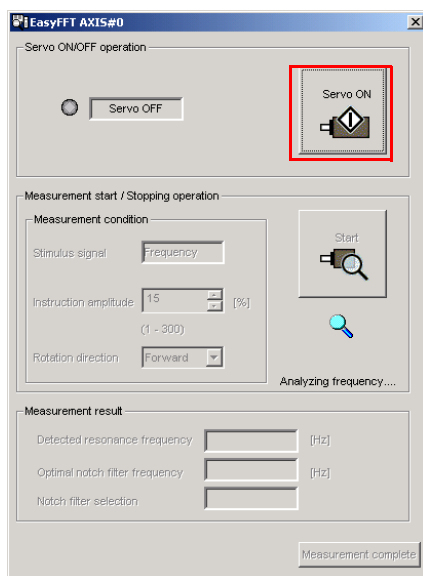 EasyFFT AXIS#0
Servo ON/OFF operation
Servo OFF
Servo ON
Measurement start / Stopping operation
Measurement condition
Stimulus signal Frequency
Instruction amplitude 15 [%]
(1 - 300)
Rotation direction Forward
Start
Analyzing frequency....
Measurement result
Detected resonance frequency [Hz]
Optimal notch filter frequency [Hz]
Notch filter selection
Measurement complete